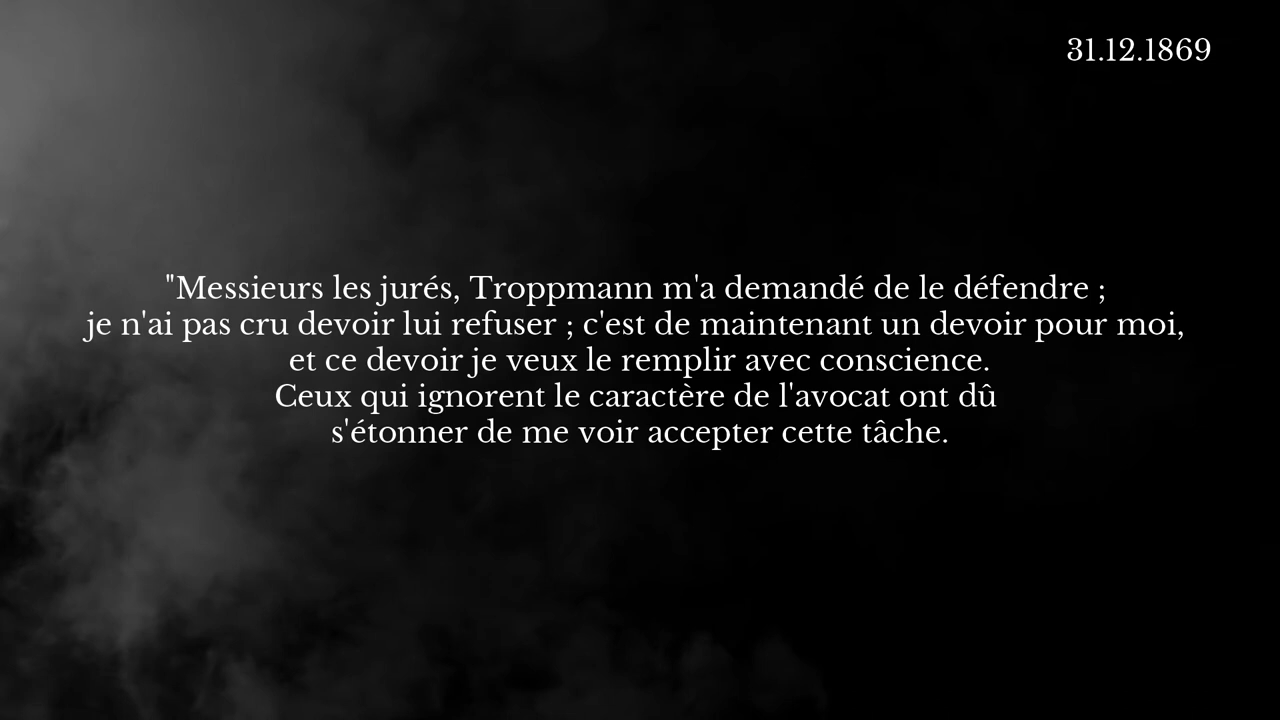 31.12.1869
"Messieurs les jurés, Troppmann m'a demandé de le défendre ;
je n'ai pas cru devoir lui refuser ; c'est de maintenant un devoir pour moi,
et ce devoir je veux le remplir avec conscience.
Ceux qui ignorent le caractère de l'avocat ont dû
s'étonner de me voir accepter cette tâche.